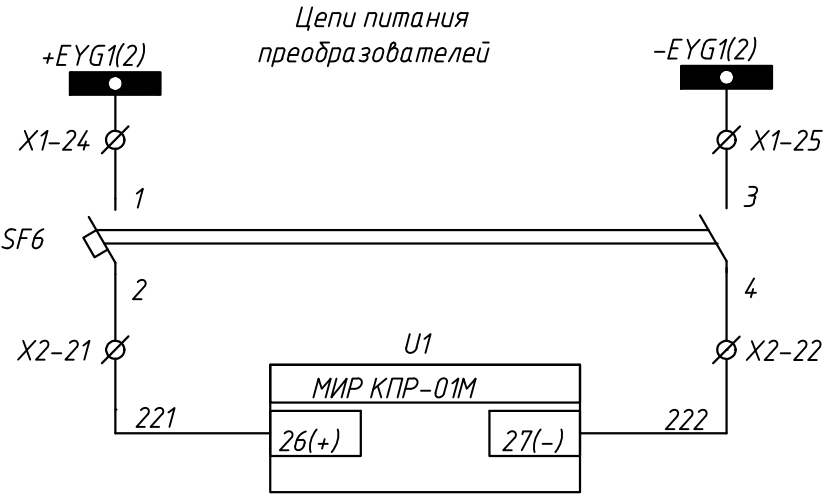 Цепи питания
преобразователей
+EYG1(2)
-EYG1(2)
X1-24
X1-25
1
3
SF6
2
4
X2-21
X2-22
U1
МИР КПР-01М
221
222
26(+)
27(-)